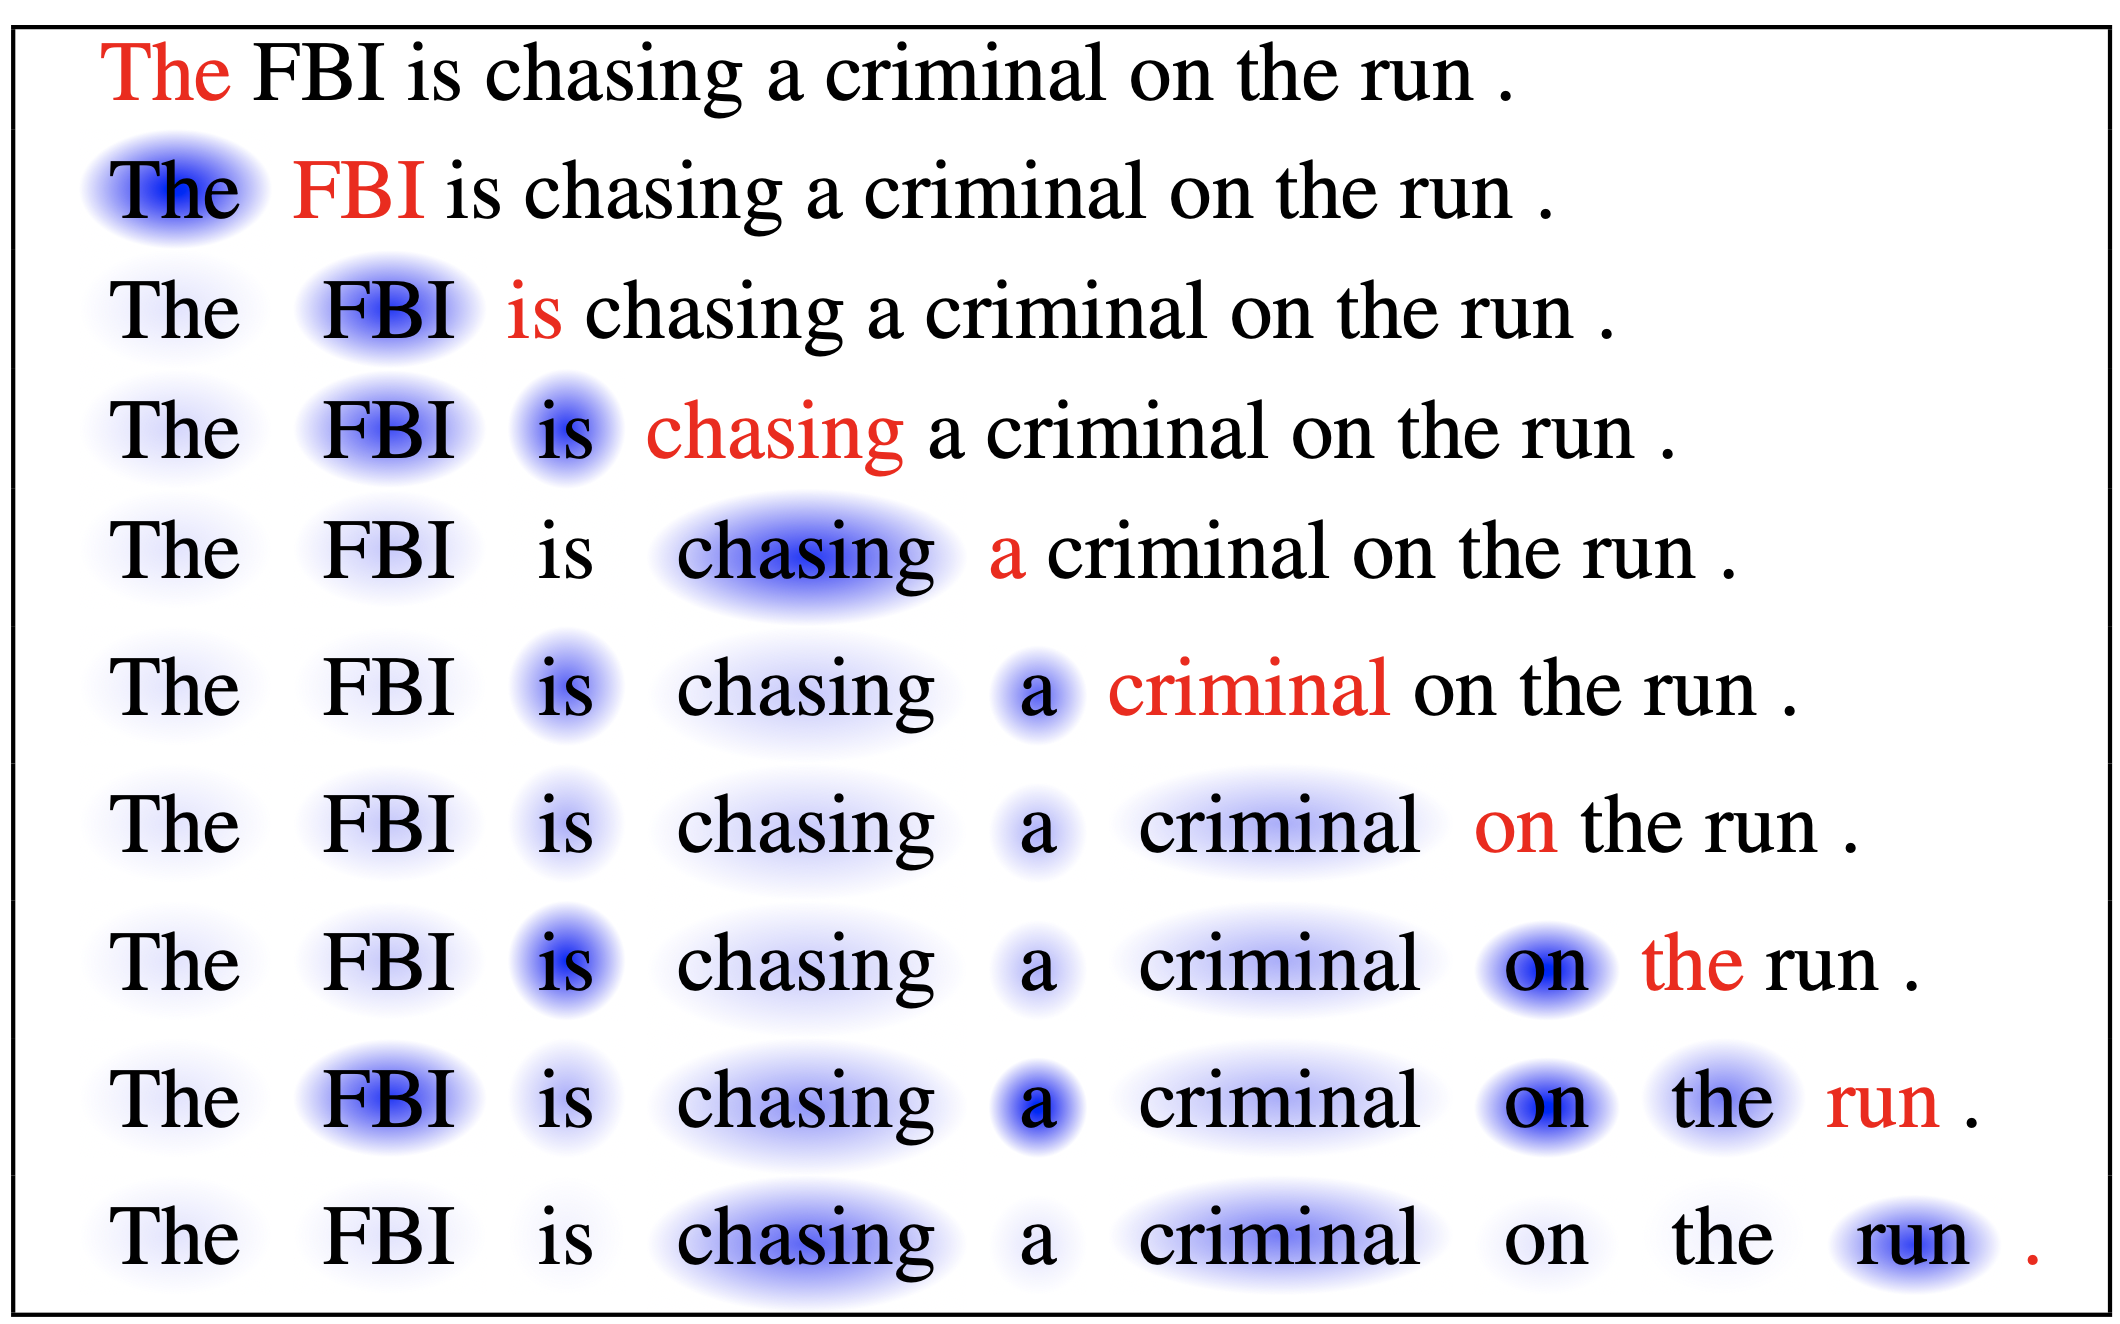 The FBI is chasing a criminal on the run .
The FBI is chasing a criminal on the run .
The FBI is chasing a criminal on the run .
The FBI is chasing a criminal on the run .
The FBI is chasing a criminal on the run .
The FBI is chasing a criminal on the run .
The FBI is chasing a criminal on the run .
The FBI is chasing a criminal on the run .
The FBI is chasing a criminal on the run .
The FBI is chasing a criminal on the run .